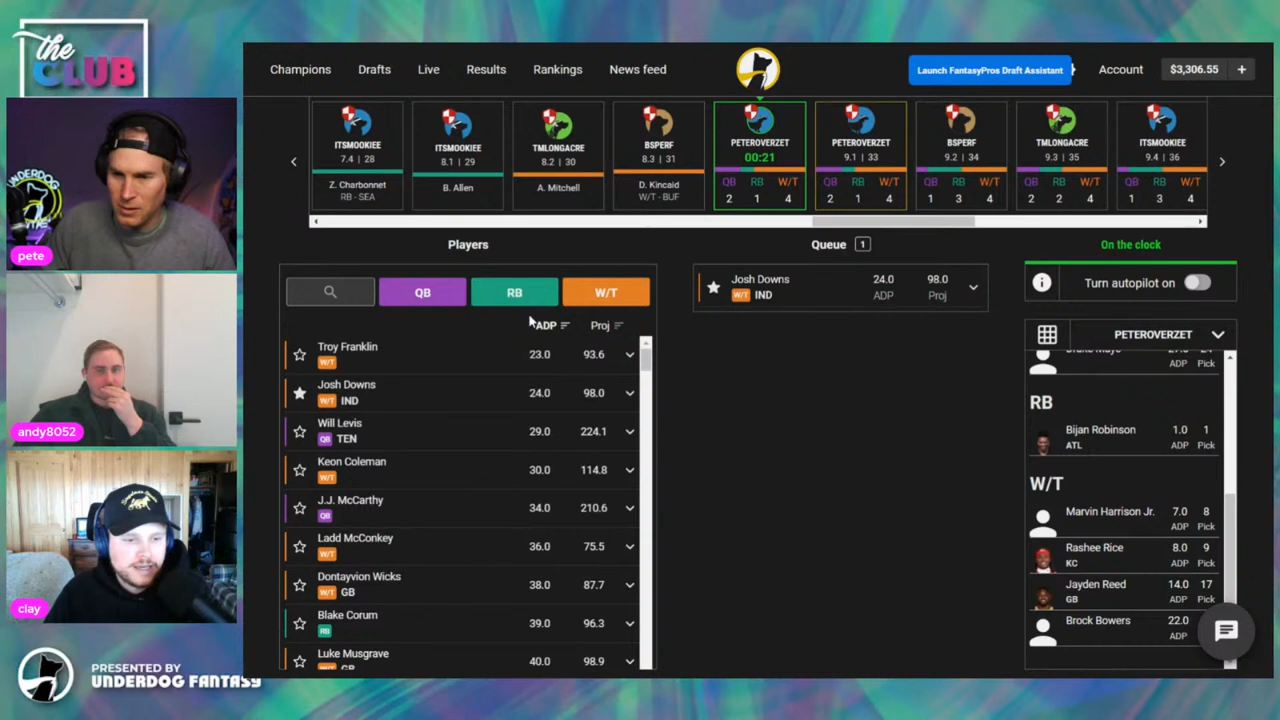 the
CLUB
Champions Drafts Live Results Rankings News feed
Launch FantasyPros Draft Assistant
Account $3,306.55 +
ITSMOOKIEE
7.4 | 28
Z. Charbonnet
RB - SEA
ITSMOOKIEE
8.1 | 29
B. Allen
TMLONGACRE
8.2 | 30
A. Mitchell
BSPERF
8.3 | 31
D. Kincaid
W/T - BUF
PETEROVERZET
00:21
QB RB W/T
2 1 4
PETEROVERZET
9.1 | 33
QB RB W/T
2 1 4
BSPERF
9.2 | 34
QB RB W/T
1 3 4
TMLONGACRE
9.3 | 35
QB RB W/T
2 2 4
ITSMOOKIEE
9.4 | 36
QB RB W/T
1 3 4
Players
QB RB W/T
ADP Proj
Troy Franklin
W/T
23.0 93.6
Josh Downs
W/T IND
24.0 98.0
Will Levis
QB TEN
29.0 224.1
Keon Coleman
W/T
30.0 114.8
J.J. McCarthy
QB
34.0 210.6
Ladd McConkey
W/T
36.0 75.5
Dontayvion Wicks
W/T GB
38.0 87.7
Blake Corum
RB
39.0 96.3
Luke Musgrave
W/T GB
40.0 98.9
Queue 1
Josh Downs
W/T IND
24.0 98.0
ADP Proj
On the clock
Turn autopilot on
PETEROVERZET
ADP Pick
RB
Bijan Robinson 1.0 1
ATL ADP Pick
W/T
Marvin Harrison Jr. 7.0 8
ADP Pick
Rashee Rice 8.0 9
KC ADP Pick
Jayden Reed 14.0 17
GB ADP Pick
Brock Bowers 22.0
ADP
pete
andy8052
clay
UNDERDOG
PRESENTED BY
UNDERDOG FANTASY